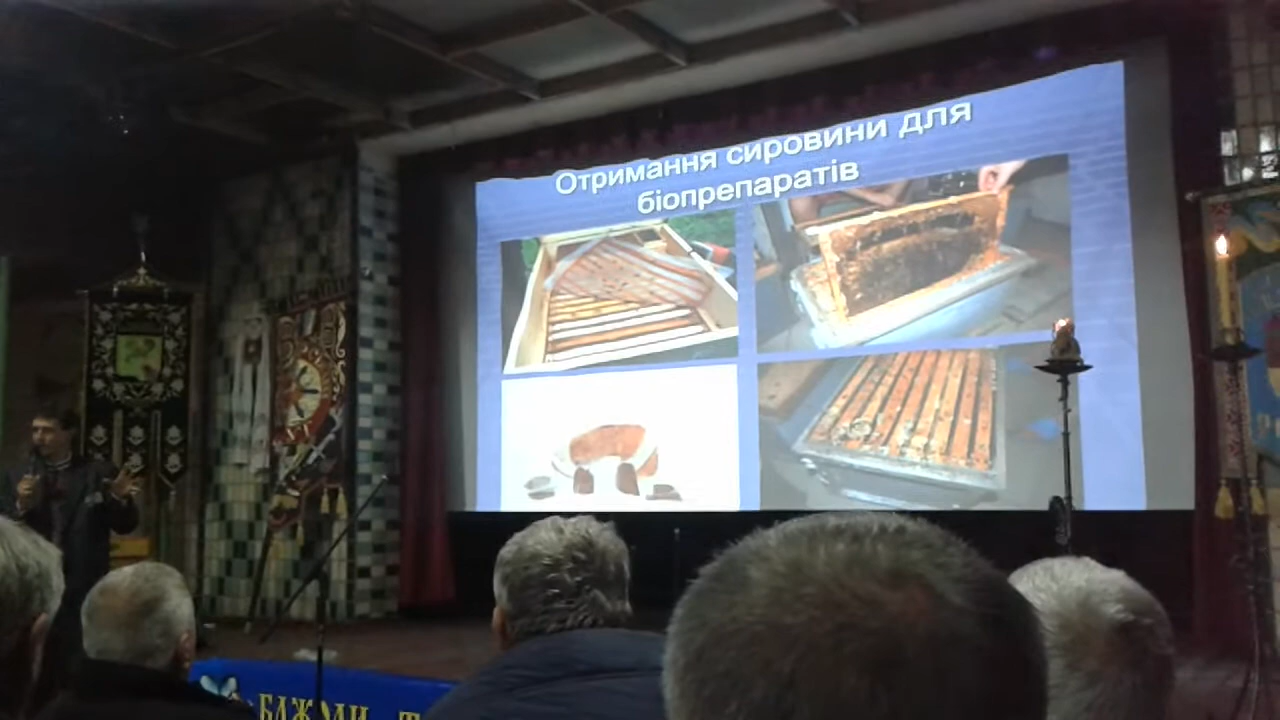 Отримання сировини для
біопрепаратів